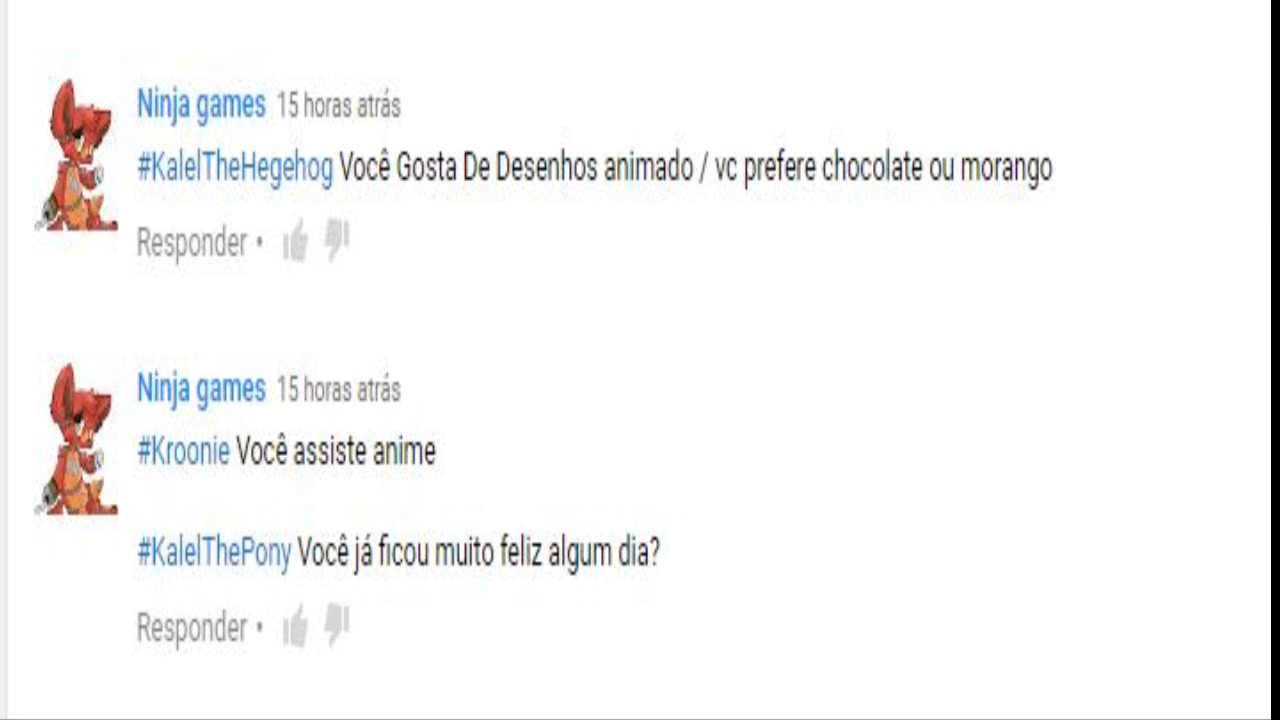 Ninja games 15 horas atrás
#KalelTheHegehog Você Gosta De Desenhos animado / vc prefere chocolate ou morango
Responder •
Ninja games 15 horas atrás
#Kroonie Você assiste anime
#KalelThePony Você já ficou muito feliz algum dia?
Responder •